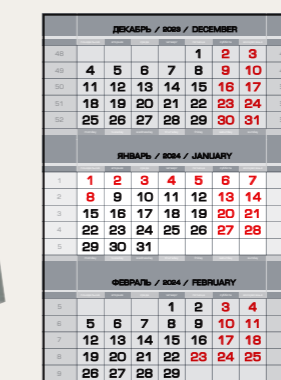 ДЕКАБРЬ / 2023 / DECEMBER
48 1 2 3
49 4 5 6 7 8 9 10
50 11 12 13 14 15 16 17
51 18 19 20 21 22 23 24
52 25 26 27 28 29 30 31
ЯНВАРЬ / 2024 / JANUARY
1 1 2 3 4 5 6 7
2 8 9 10 11 12 13 14
3 15 16 17 18 19 20 21
4 22 23 24 25 26 27 28
5 29 30 31
ФЕВРАЛЬ / 2024 / FEBRUARY
5 1 2 3 4
6 5 6 7 8 9 10 11
7 12 13 14 15 16 17 18
8 19 20 21 22 23 24 25
9 26 27 28 29